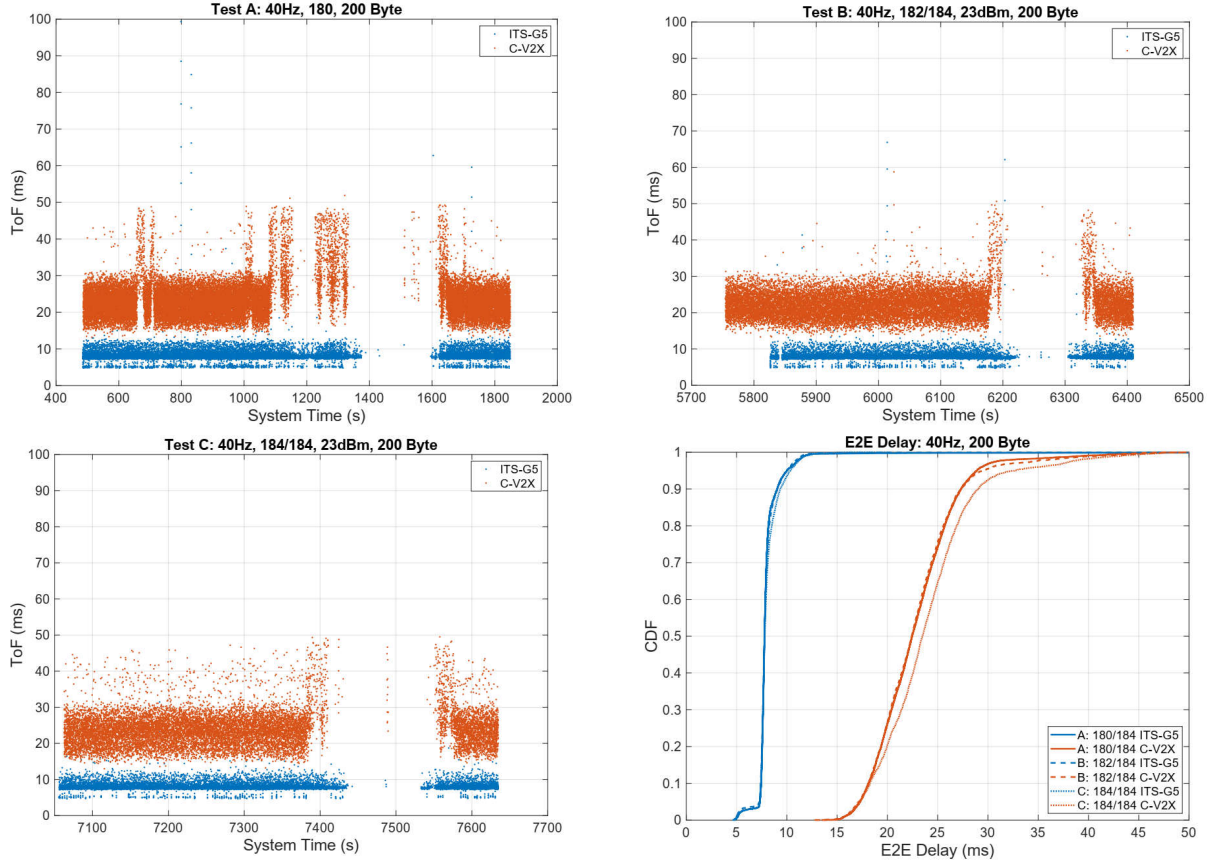 Test A: 40Hz, 180, 200 Byte
ITS-G5
C-V2X
100
90
80
70
60
50
40
30
20
10
0
ToF (ms)
400 600 800 1000 1200 1400 1600 1800 2000
System Time (s)
Test B: 40Hz, 182/184, 23dBm, 200 Byte
ITS-G5
C-V2X
100
90
80
70
60
50
40
30
20
10
0
ToF (ms)
5700 5800 5900 6000 6100 6200 6300 6400 6500
System Time (s)
Test C: 40Hz, 184/184, 23dBm, 200 Byte
ITS-G5
C-V2X
100
90
80
70
60
50
40
30
20
10
0
ToF (ms)
7100 7200 7300 7400 7500 7600 7700
System Time (s)
E2E Delay: 40Hz, 200 Byte
1
0.9
0.8
0.7
0.6
0.5
0.4
0.3
0.2
0.1
0
CDF
A: 180/184 ITS-G5
A: 180/184 C-V2X
B: 182/184 ITS-G5
B: 182/184 C-V2X
C: 184/184 ITS-G5
C: 184/184 C-V2X
0 5 10 15 20 25 30 35 40 45 50
E2E Delay (ms)